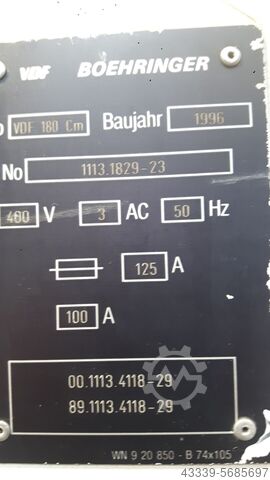 VDF BOEHRINGER
VDF 180 Cm Baujahr 1996
No 1113.1829-23
400 V 3 AC 50 Hz
125 A
100 A
00.1113.4118-29
89.1113.4118-29
WN 9 20 850 - B 74x105
43339-5685697